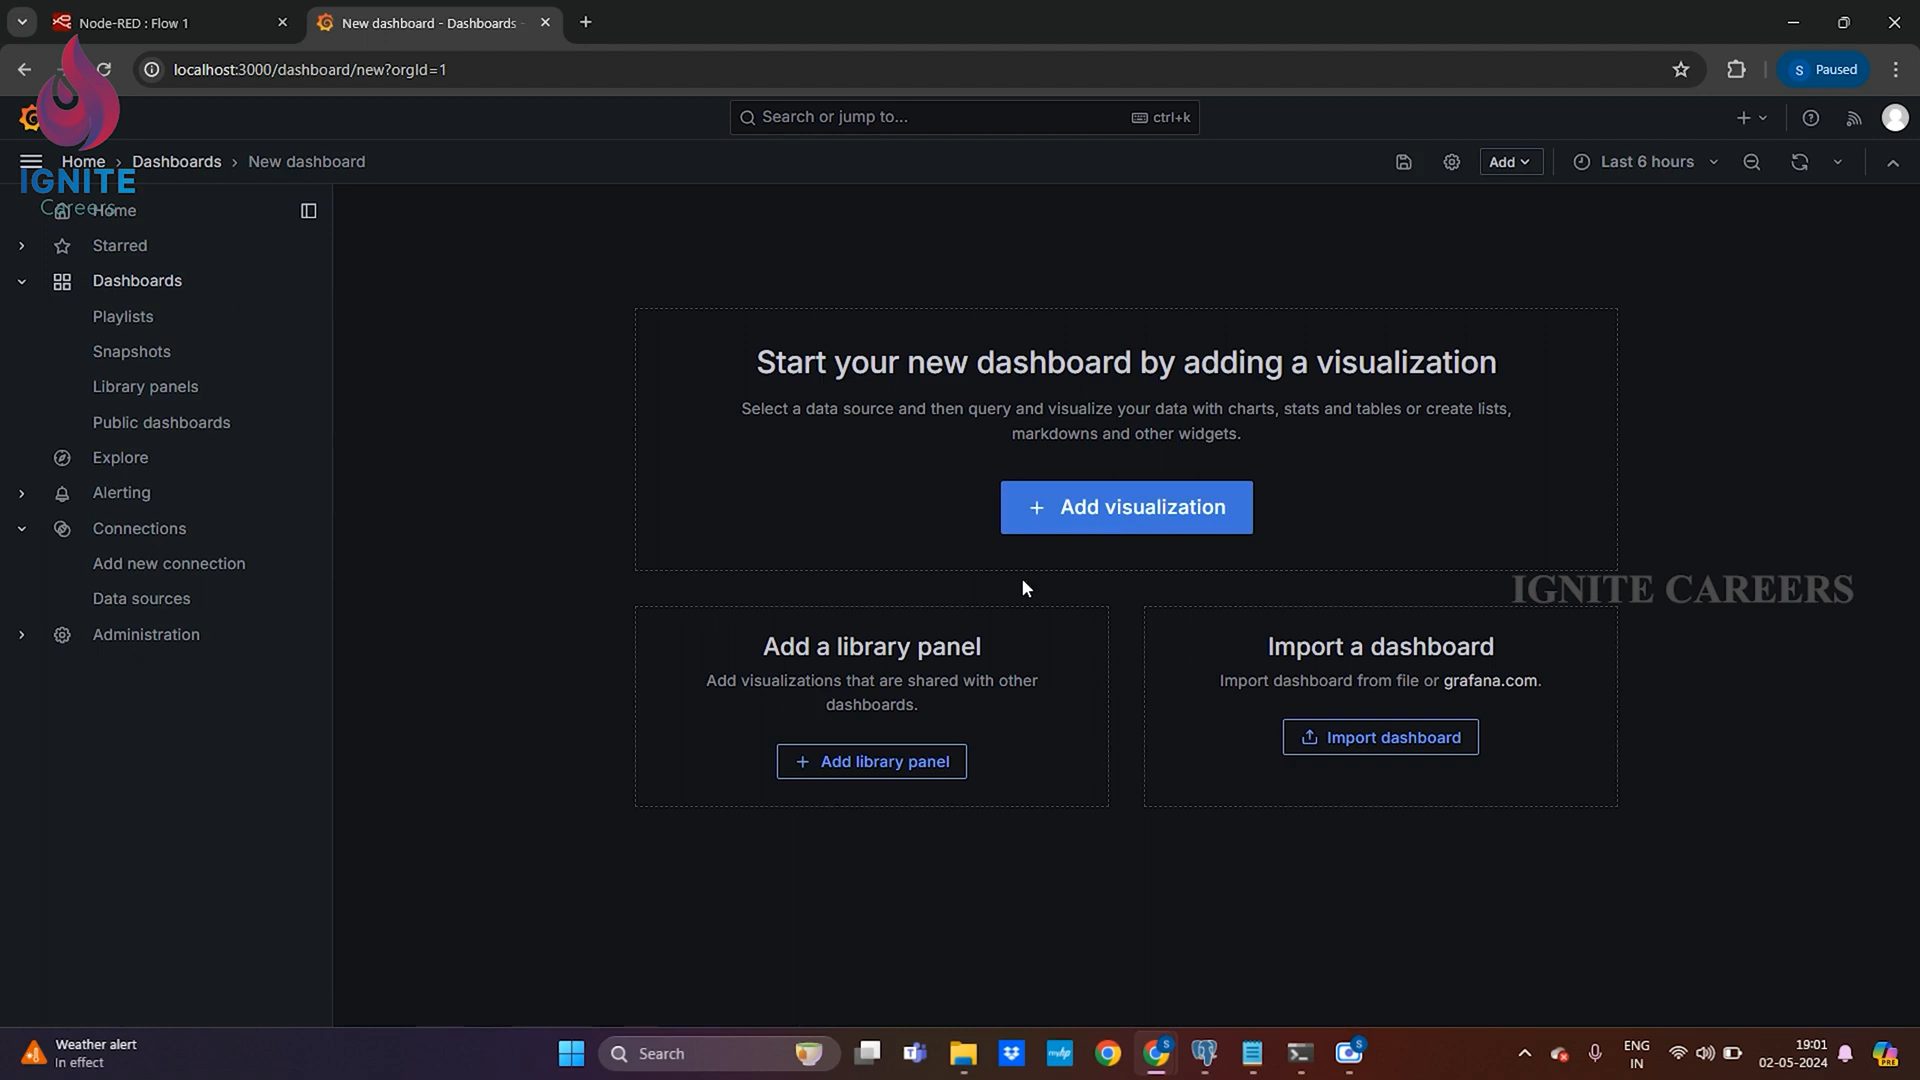 Node-RED : Flow 1
New dashboard - Dashboards -
localhost:3000/dashboard/new?orgId=1
S Paused
Search or jump to...
ctrl+k
Home › Dashboards › New dashboard
Add
Last 6 hours
IGNITE
Careers
Home
Starred
Dashboards
Playlists
Snapshots
Library panels
Public dashboards
Explore
Alerting
Connections
Add new connection
Data sources
Administration
Start your new dashboard by adding a visualization
Select a data source and then query and visualize your data with charts, stats and tables or create lists,
markdowns and other widgets.
+ Add visualization
IGNITE CAREERS
Add a library panel
Add visualizations that are shared with other
dashboards.
+ Add library panel
Import a dashboard
Import dashboard from file or grafana.com.
Import dashboard
Weather alert
In effect
Search
myhp
S
S
PRE
ENG
IN
19:01
02-05-2024